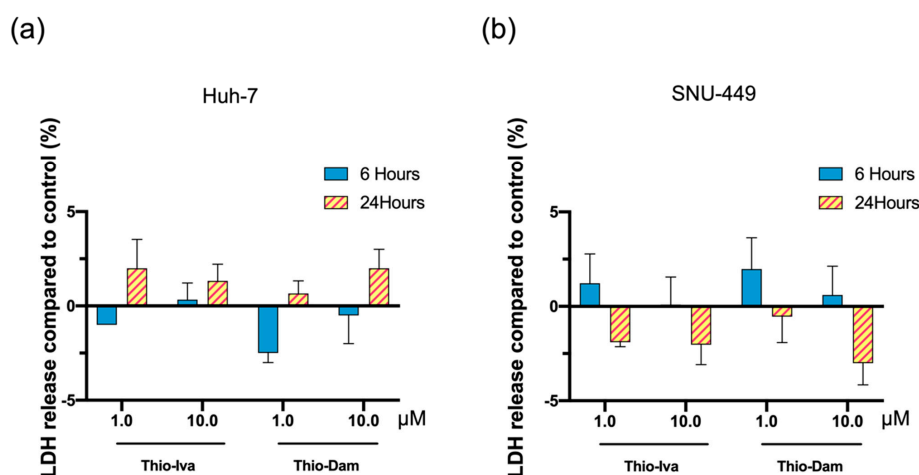 (a)
Huh-7
LDH release compared to control (%)
6 Hours
24Hours
5
0
-5
1.0 10.0 1.0 10.0 μM
Thio-Iva Thio-Dam
(b)
SNU-449
LDH release compared to control (%)
6 Hours
24Hours
5
0
-5
1.0 10.0 1.0 10.0 μM
Thio-Iva Thio-Dam